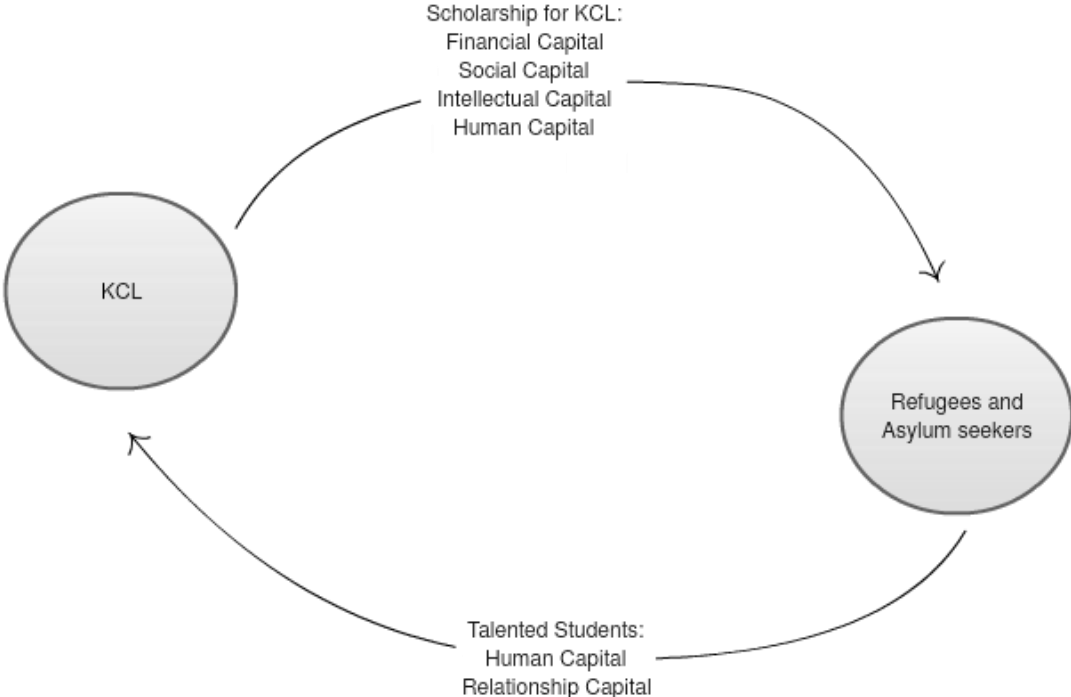 Scholarship for KCL:
Financial Capital
Social Capital
Intellectual Capital
Human Capital
KCL
Refugees and
Asylum seekers
Talented Students:
Human Capital
Relationship Capital